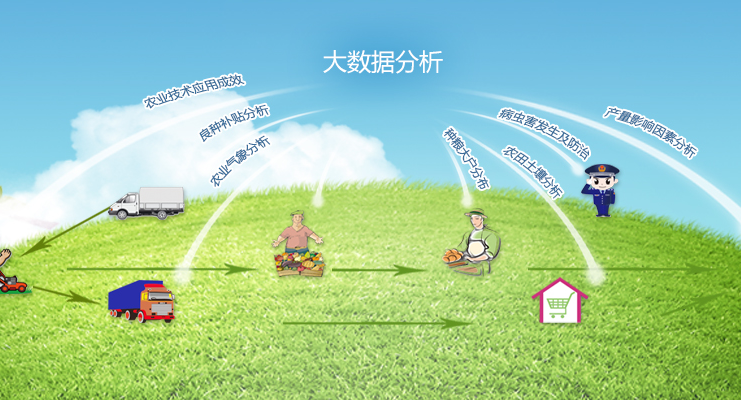 大数据分析
农业技术应用成效
良种补贴分析
农业气象分析
种粮大户分布
病虫害发生及防治
农田土壤分析
产量影响因素分析